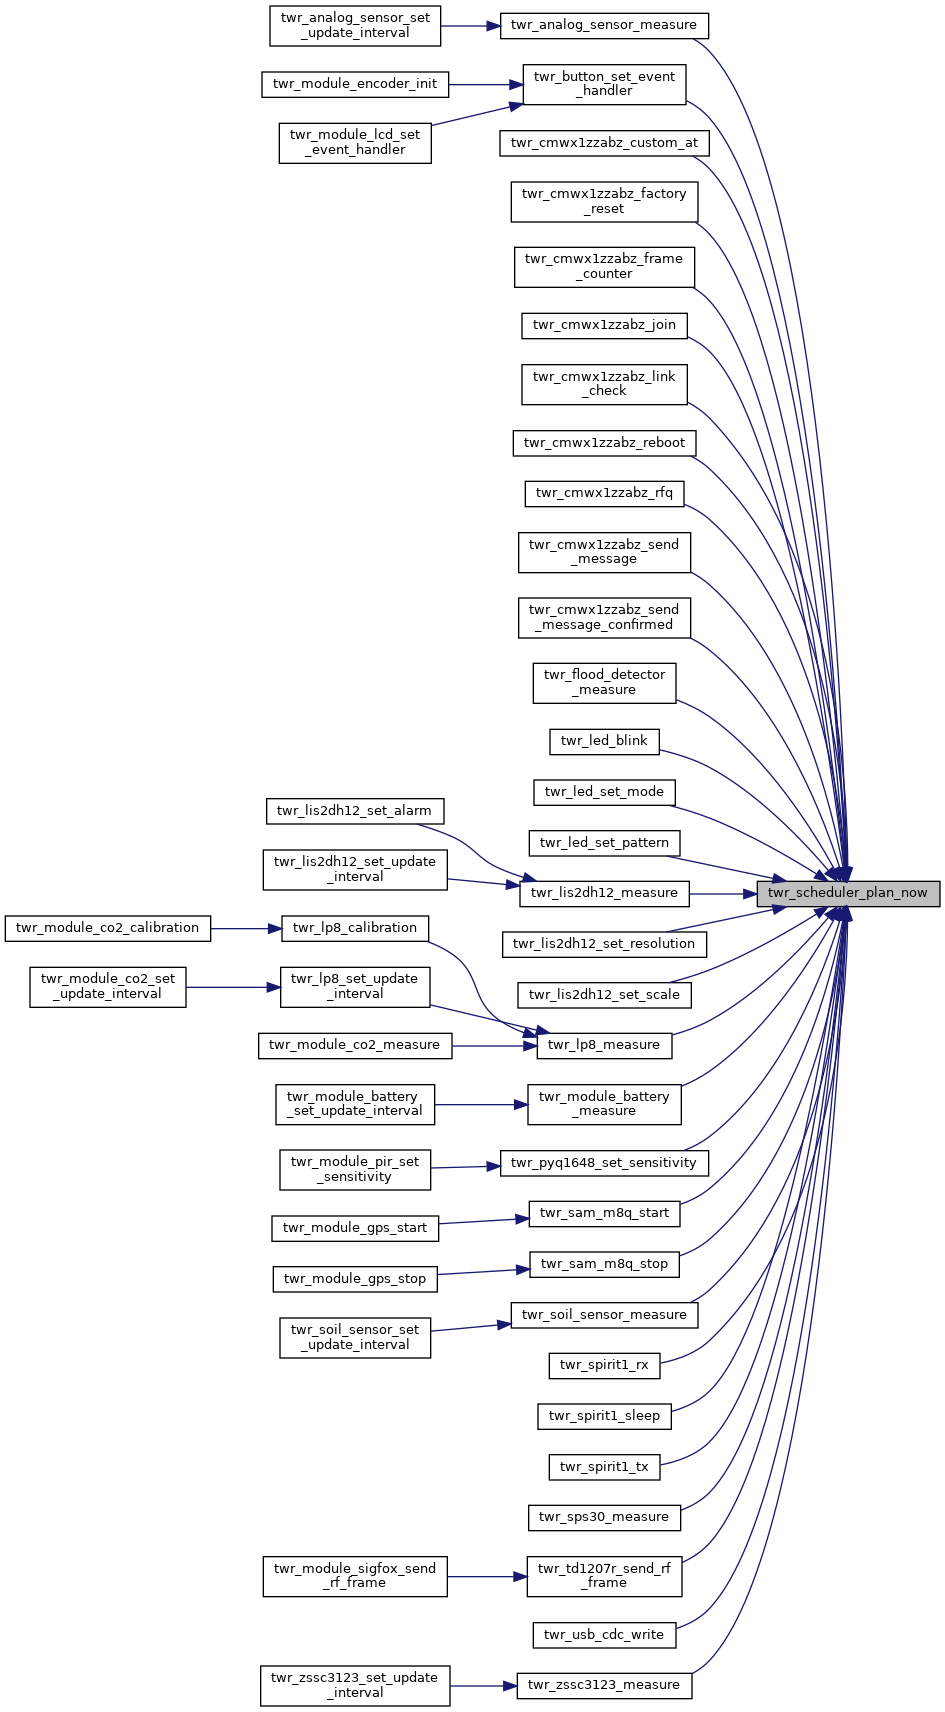 twr_analog_sensor_set
_update_interval
twr_analog_sensor_measure
twr_module_encoder_init
twr_button_set_event
_handler
twr_module_lcd_set
_event_handler
twr_cmwx1zzabz_custom_at
twr_cmwx1zzabz_factory
_reset
twr_cmwx1zzabz_frame
_counter
twr_cmwx1zzabz_join
twr_cmwx1zzabz_link
_check
twr_cmwx1zzabz_reboot
twr_cmwx1zzabz_rfq
twr_cmwx1zzabz_send
_message
twr_cmwx1zzabz_send
_message_confirmed
twr_flood_detector
_measure
twr_led_blink
twr_led_set_mode
twr_led_set_pattern
twr_lis2dh12_set_alarm
twr_lis2dh12_set_update
_interval
twr_lis2dh12_measure
twr_scheduler_plan_now
twr_lis2dh12_set_resolution
twr_module_co2_calibration
twr_lp8_calibration
twr_module_co2_set
_update_interval
twr_lp8_set_update
_interval
twr_lis2dh12_set_scale
twr_module_co2_measure
twr_lp8_measure
twr_module_battery
_set_update_interval
twr_module_battery
_measure
twr_module_pir_set
_sensitivity
twr_pyq1648_set_sensitivity
twr_module_gps_start
twr_sam_m8q_start
twr_module_gps_stop
twr_sam_m8q_stop
twr_soil_sensor_set
_update_interval
twr_soil_sensor_measure
twr_spirit1_rx
twr_spirit1_sleep
twr_spirit1_tx
twr_sps30_measure
twr_module_sigfox_send
_rf_frame
twr_td1207r_send_rf
_frame
twr_usb_cdc_write
twr_zssc3123_set_update
_interval
twr_zssc3123_measure